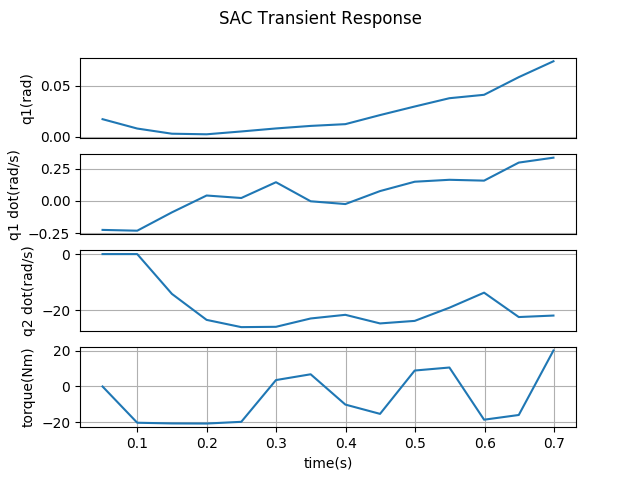 SAC Transient Response
q1(rad)
0.05
0.00
q1 dot(rad/s)
0.25
0.00
−0.25
q2 dot(rad/s)
0
−20
torque(Nm)
20
0
−20
0.1 0.2 0.3 0.4 0.5 0.6 0.7
time(s)